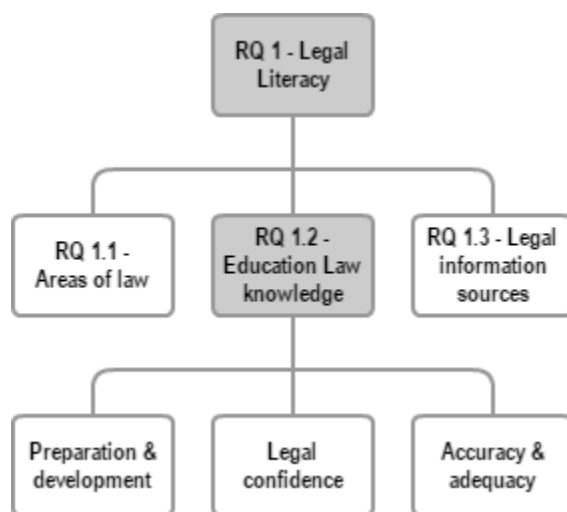 RQ 1 - Legal
Literacy
RQ 1.1 -
Areas of law
RQ 1.2 -
Education Law
knowledge
RQ 1.3 - Legal
information
sources
Preparation &
development
Legal
confidence
Accuracy &
adequacy